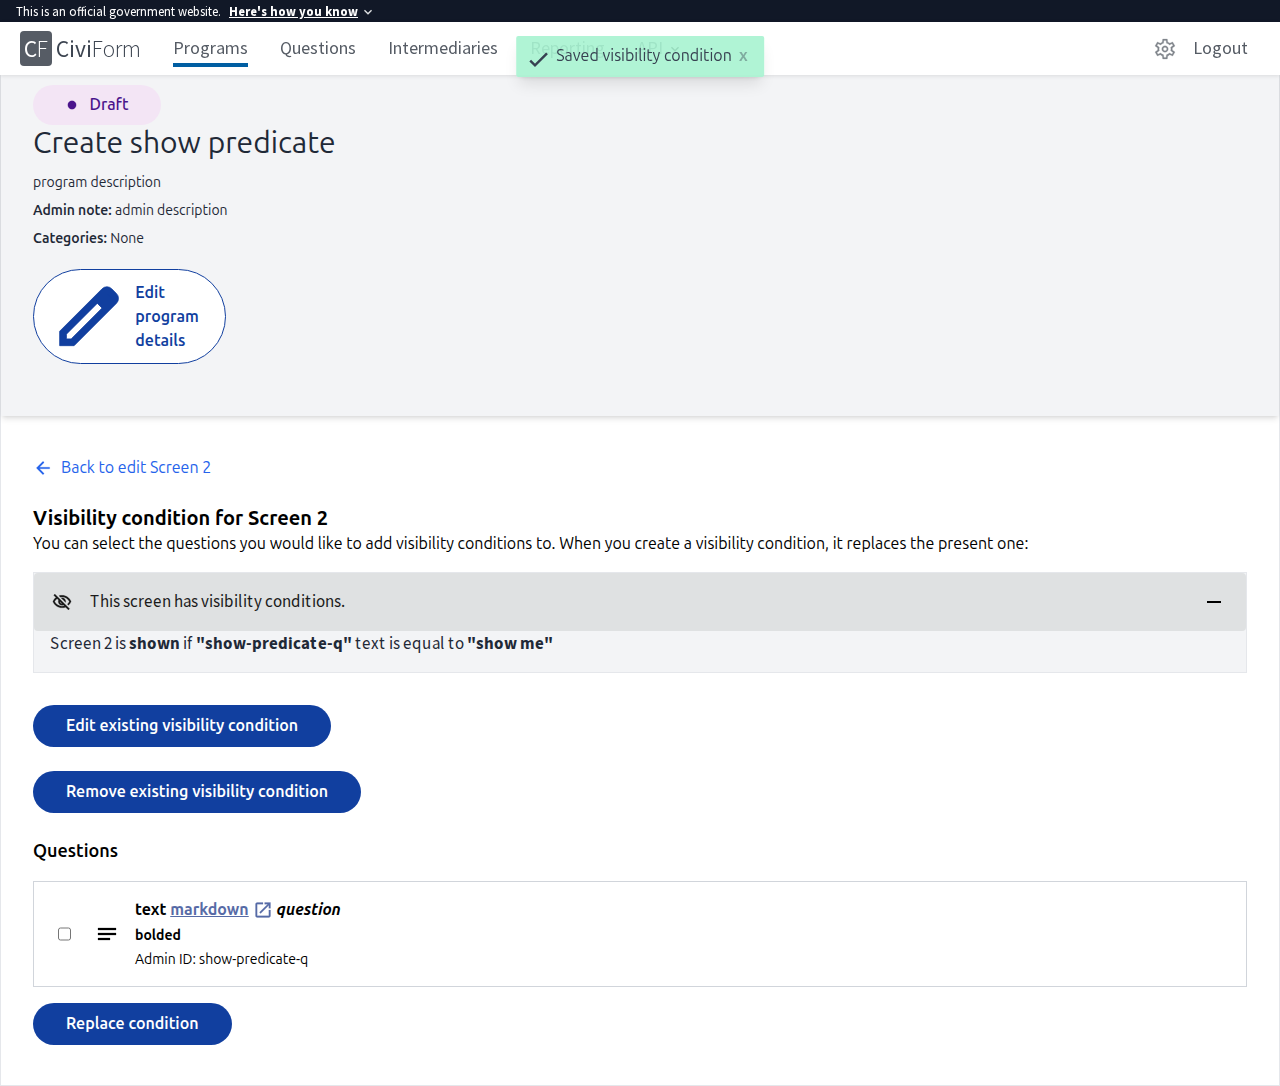 This is an official government website. Here's how you know
CF CiviForm Programs Questions Intermediaries Reporting API Logout
Saved visibility condition x
Draft
Create show predicate
program description
Admin note: admin description
Categories: None
Edit
program
details
Back to edit Screen 2
Visibility condition for Screen 2
You can select the questions you would like to add visibility conditions to. When you create a visibility condition, it replaces the present one:
This screen has visibility conditions.
Screen 2 is shown if "show-predicate-q" text is equal to "show me"
Edit existing visibility condition
Remove existing visibility condition
Questions
text markdown question
bolded
Admin ID: show-predicate-q
Replace condition